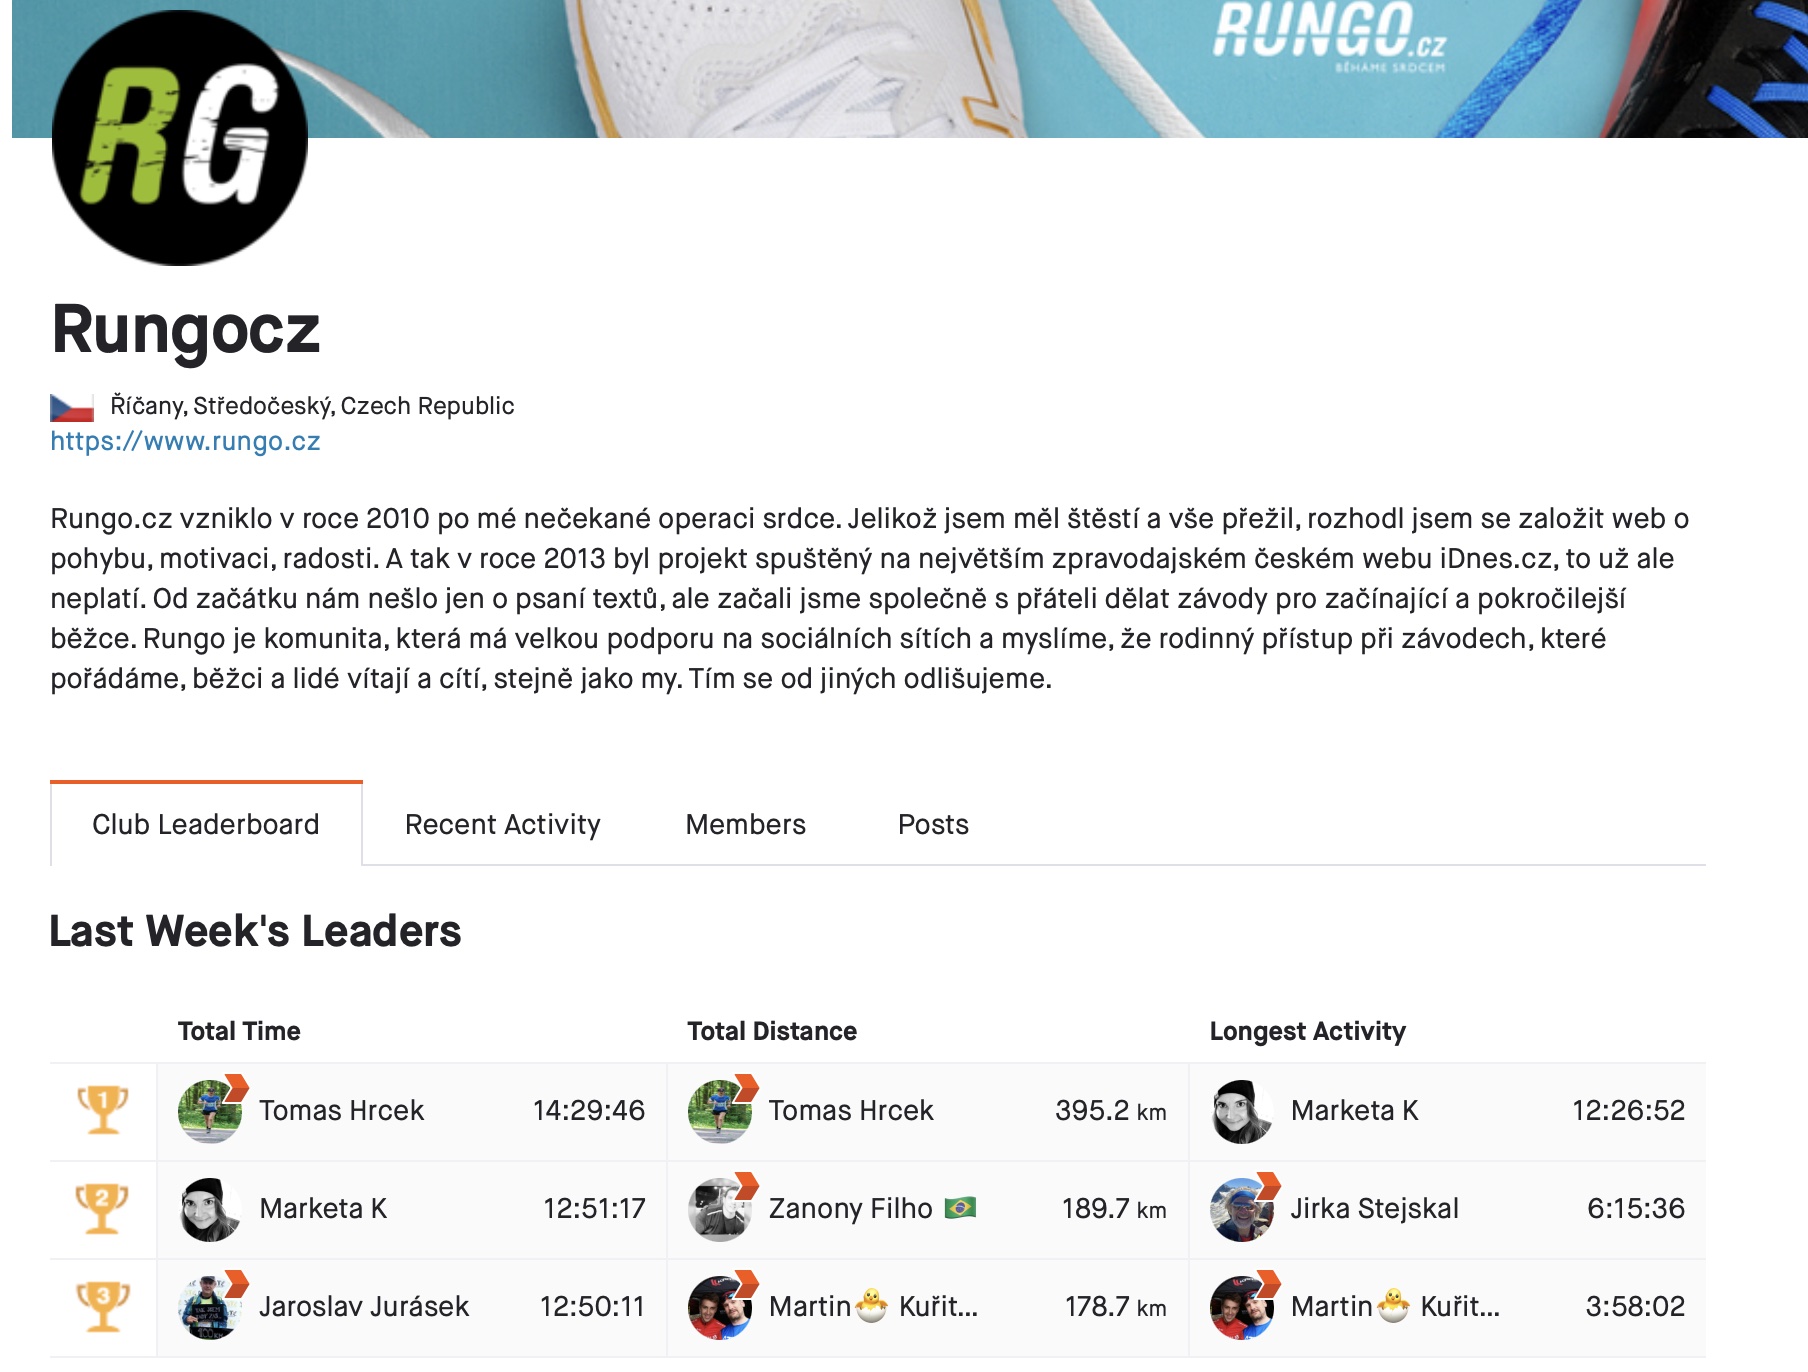 RUNGO.cz
BĚHÁME SRDCEM
RG
Rungocz
Říčany, Středočeský, Czech Republic
https://www.rungo.cz
Rungo.cz vzniklo v roce 2010 po mé nečekané operaci srdce. Jelikož jsem měl štěstí a vše přežil, rozhodl jsem se založit web o
pohybu, motivaci, radosti. A tak v roce 2013 byl projekt spuštěný na největším zpravodajském českém webu iDnes.cz, to už ale
neplatí. Od začátku nám nešlo jen o psaní textů, ale začali jsme společně s přáteli dělat závody pro začínající a pokročilejší
běžce. Rungo je komunita, která má velkou podporu na sociálních sítích a myslíme, že rodinný přístup při závodech, které
pořádáme, běžci a lidé vítají a cítí, stejně jako my. Tím se od jiných odlišujeme.
Club Leaderboard Recent Activity Members Posts
Last Week's Leaders
Total Time Total Distance Longest Activity
1 Tomas Hrcek 14:29:46 Tomas Hrcek 395.2 km Marketa K 12:26:52
2 Marketa K 12:51:17 Zanony Filho 🇧🇷 189.7 km Jirka Stejskal 6:15:36
3 Jaroslav Jurásek 12:50:11 Martin🐣 Kuřit... 178.7 km Martin🐣 Kuřit... 3:58:02